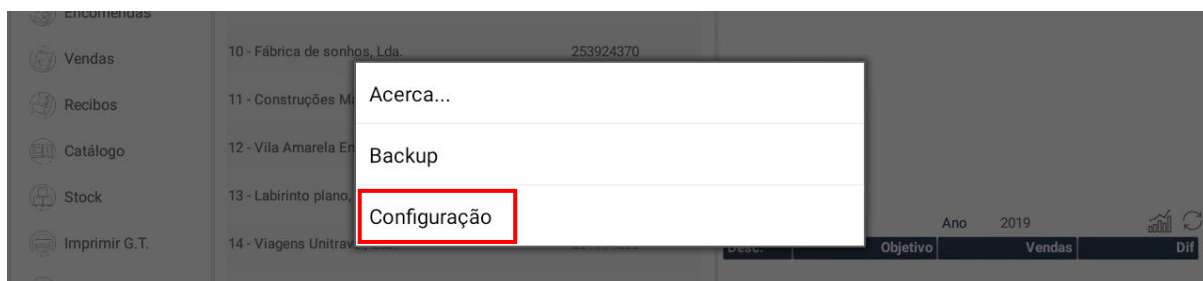 Encomendas
Vendas
Recibos
Catálogo
Stock
Imprimir G.T.
10 - Fábrica de sonhos, Lda. 253924370
11 - Construções M
12 - Vila Amarela En
13 - Labirinto plano,
14 - Viagens Unitrav
Acerca...
Backup
Configuração
Ano 2019
Desc. Objetivo Vendas Dif